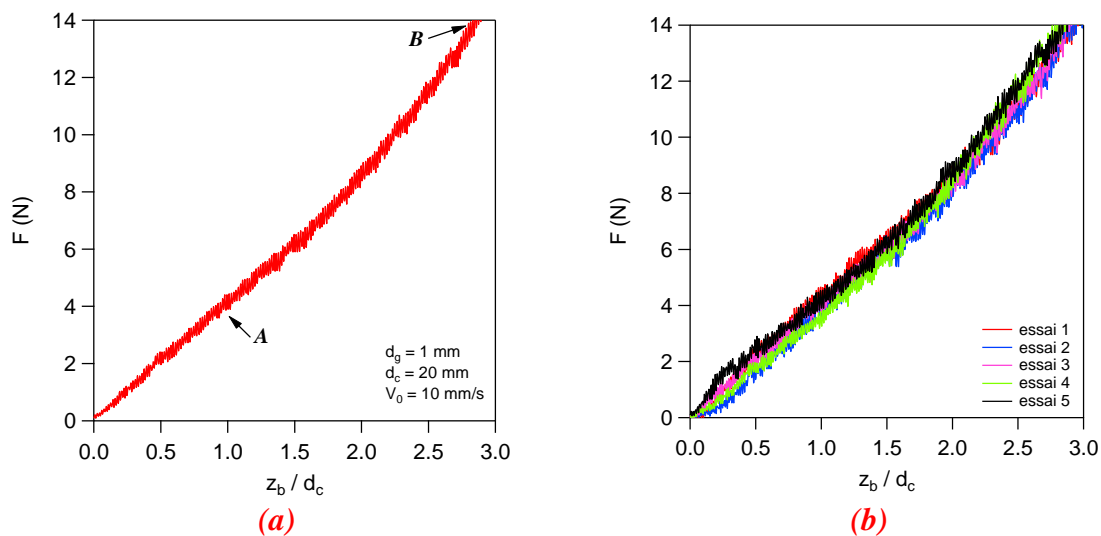 14
12
10
8
6
4
2
0
F (N)
B
A
d_g = 1 mm
d_c = 20 mm
V_0 = 10 mm/s
0.0 0.5 1.0 1.5 2.0 2.5 3.0
z_b / d_c
(a)
14
12
10
8
6
4
2
0
F (N)
essai 1
essai 2
essai 3
essai 4
essai 5
0.0 0.5 1.0 1.5 2.0 2.5 3.0
z_b / d_c
(b)